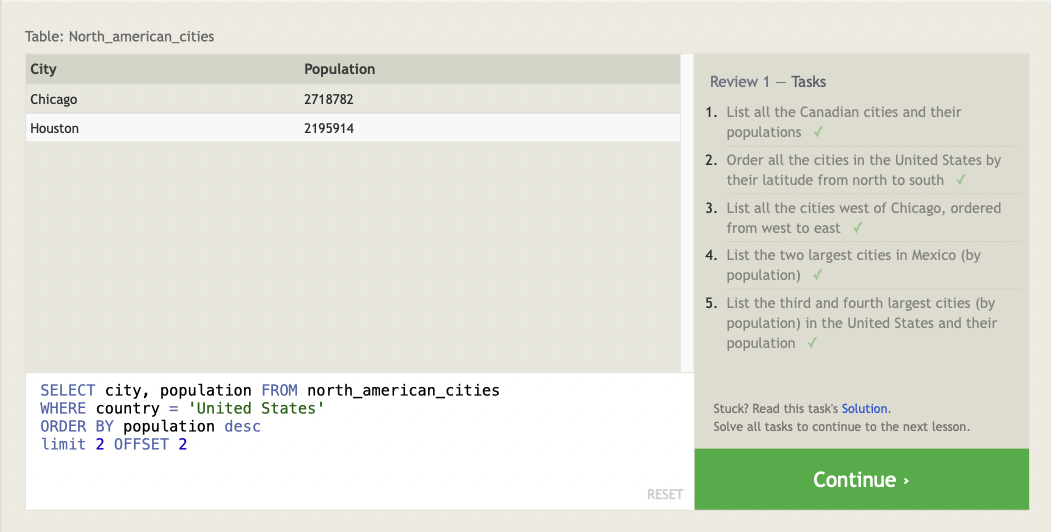 Table: North_american_cities
City Population
Chicago 2718782
Houston 2195914
SELECT city, population FROM north_american_cities
WHERE country = 'United States'
ORDER BY population desc
limit 2 OFFSET 2
RESET
Review 1 — Tasks
1. List all the Canadian cities and their
populations ✓
2. Order all the cities in the United States by
their latitude from north to south ✓
3. List all the cities west of Chicago, ordered
from west to east ✓
4. List the two largest cities in Mexico (by
population) ✓
5. List the third and fourth largest cities (by
population) in the United States and their
population ✓
Stuck? Read this task's Solution.
Solve all tasks to continue to the next lesson.
Continue ›